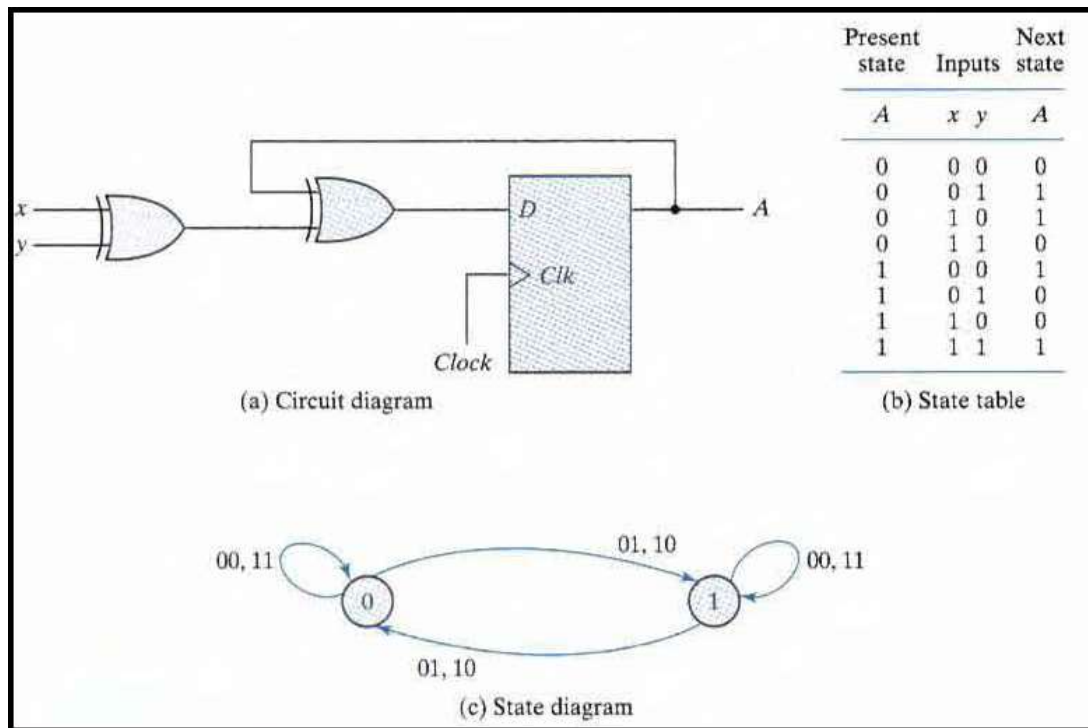 Present Next
state Inputs state
A x y A
0 0 0 0
0 0 1 1
0 1 0 1
0 1 1 0
1 0 0 1
1 0 1 0
1 1 0 0
1 1 1 1
(b) State table
x
y
D
A
Clk
Clock
(a) Circuit diagram
00, 11
01, 10
00, 11
0
1
01, 10
(c) State diagram